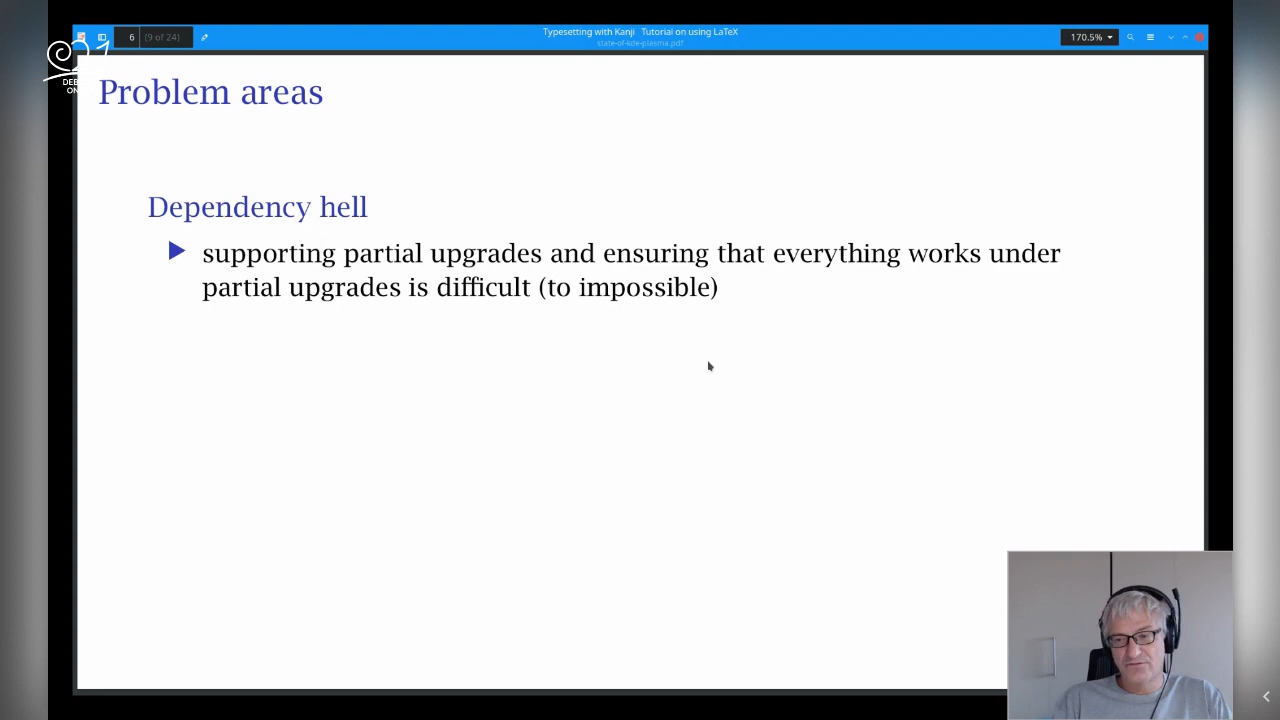 6 (9 of 24)
Typesetting with Kanji Tutorial on using LaTeX
state-of-kde-plasma.pdf
170.5%
Problem areas
Dependency hell
supporting partial upgrades and ensuring that everything works under
partial upgrades is difficult (to impossible)